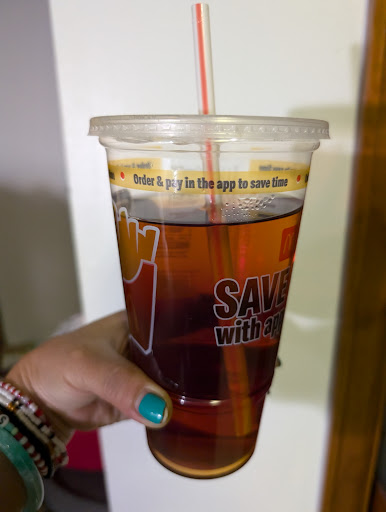 Order & pay in the app to save time
SAVE
with app